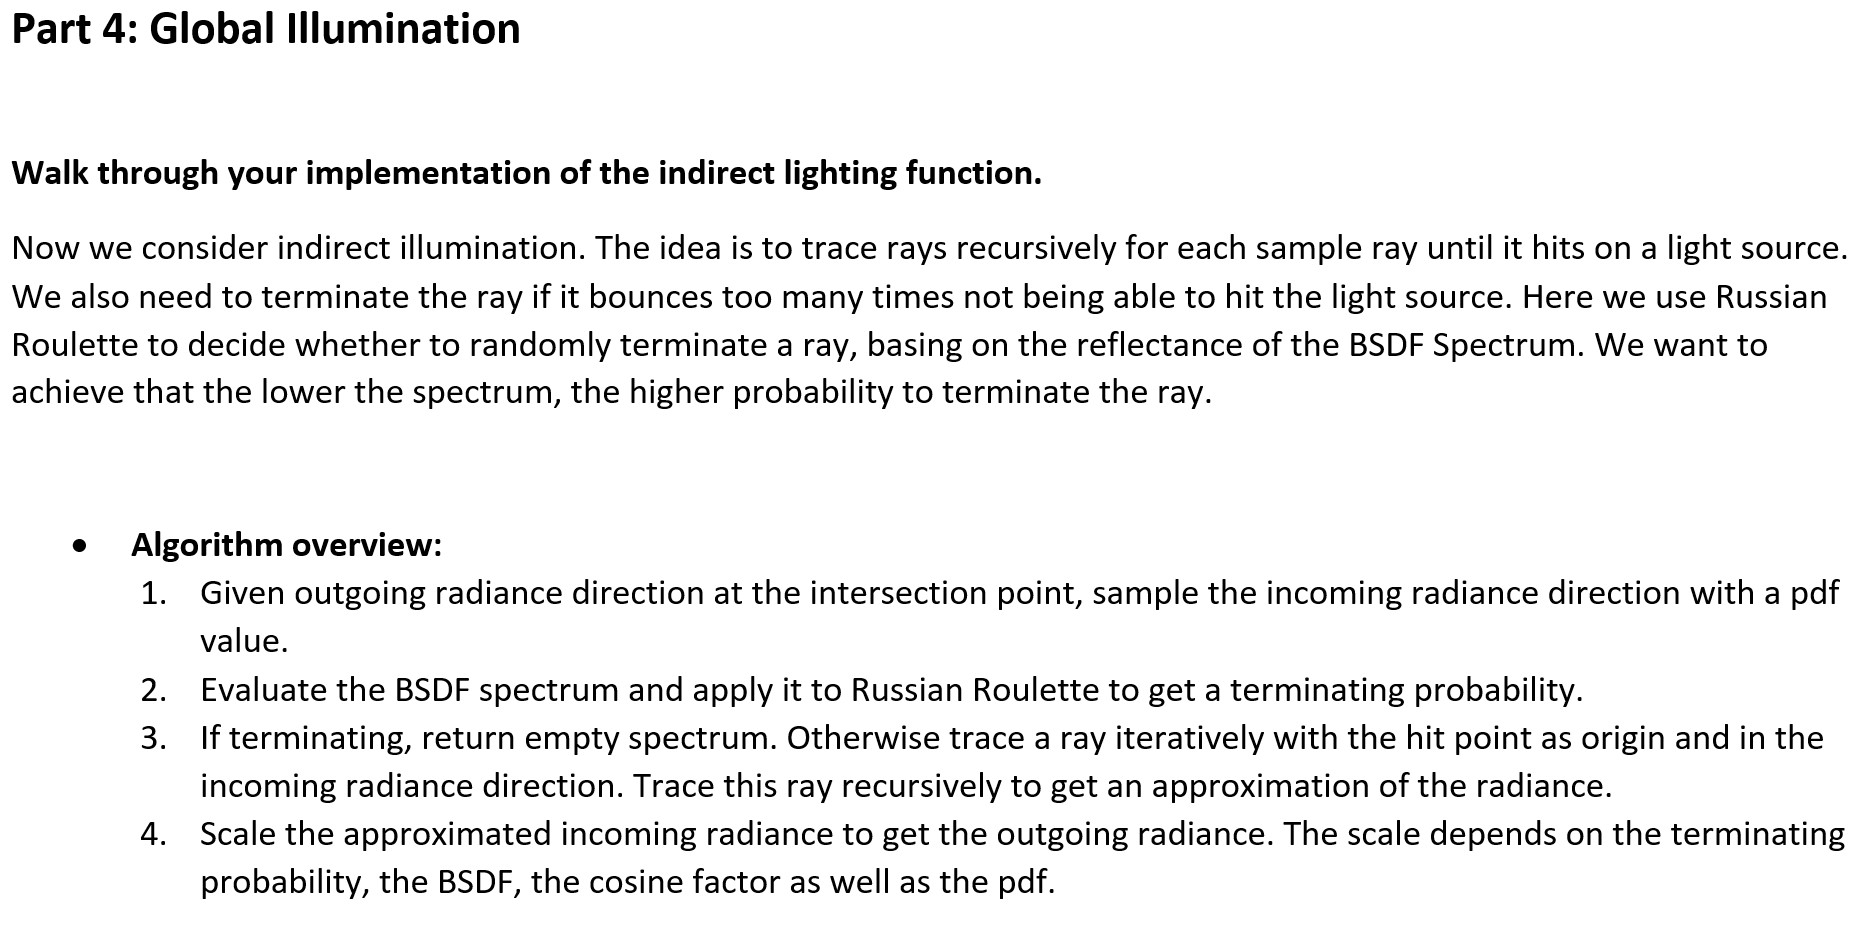 Part 4: Global Illumination
Walk through your implementation of the indirect lighting function.
Now we consider indirect illumination. The idea is to trace rays recursively for each sample ray until it hits on a light source.
We also need to terminate the ray if it bounces too many times not being able to hit the light source. Here we use Russian
Roulette to decide whether to randomly terminate a ray, basing on the reflectance of the BSDF Spectrum. We want to
achieve that the lower the spectrum, the higher probability to terminate the ray.
• Algorithm overview:
1. Given outgoing radiance direction at the intersection point, sample the incoming radiance direction with a pdf
value.
2. Evaluate the BSDF spectrum and apply it to Russian Roulette to get a terminating probability.
3. If terminating, return empty spectrum. Otherwise trace a ray iteratively with the hit point as origin and in the
incoming radiance direction. Trace this ray recursively to get an approximation of the radiance.
4. Scale the approximated incoming radiance to get the outgoing radiance. The scale depends on the terminating
probability, the BSDF, the cosine factor as well as the pdf.